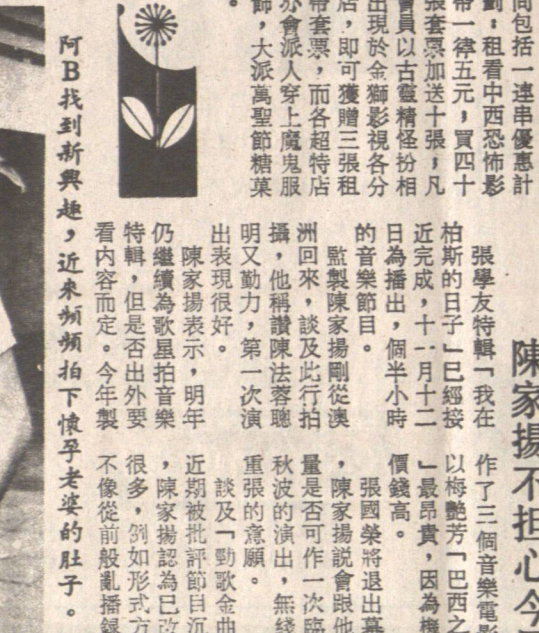 同包括一連串優惠計
劃:租看中西恐怖影
帶一律五元,買四十
張套票加送十張;凡
會員以古靈精怪扮相
出現於金獅影視各分
店,即可獲贈三張租
帶套票,而各超特店
亦會派人穿上魔鬼服
飾,大派萬聖節糖菓
。
陳家揚不担心今
張學友特輯「我在
柏斯的日子」已經接
近完成,十一月十二
日為播出,個半小時
的音樂節目。
監製陳家揚剛從澳
洲回來,談及此行拍
攝,他稱讚陳法蓉聰
明又勤力,第一次演
出表現很好。
陳家揚表示,明年
仍繼續為歌星拍音樂
特輯,但是否出外要
看內容而定。今年製
作了三個音樂電影
以梅艷芳「巴西之
」最昂貴,因為機
價錢高。
張國榮將退出幕
,陳家揚說會跟他
量是否可作一次臨
秋波的演出,無綫
重張的意願。
談及「勁歌金曲
近期被批評節目沉
,陳家揚認為已改
很多,例如形式方
不像從前般亂播錄
阿B找到新興趣,近來頻頻拍下懷孕老婆的肚子。